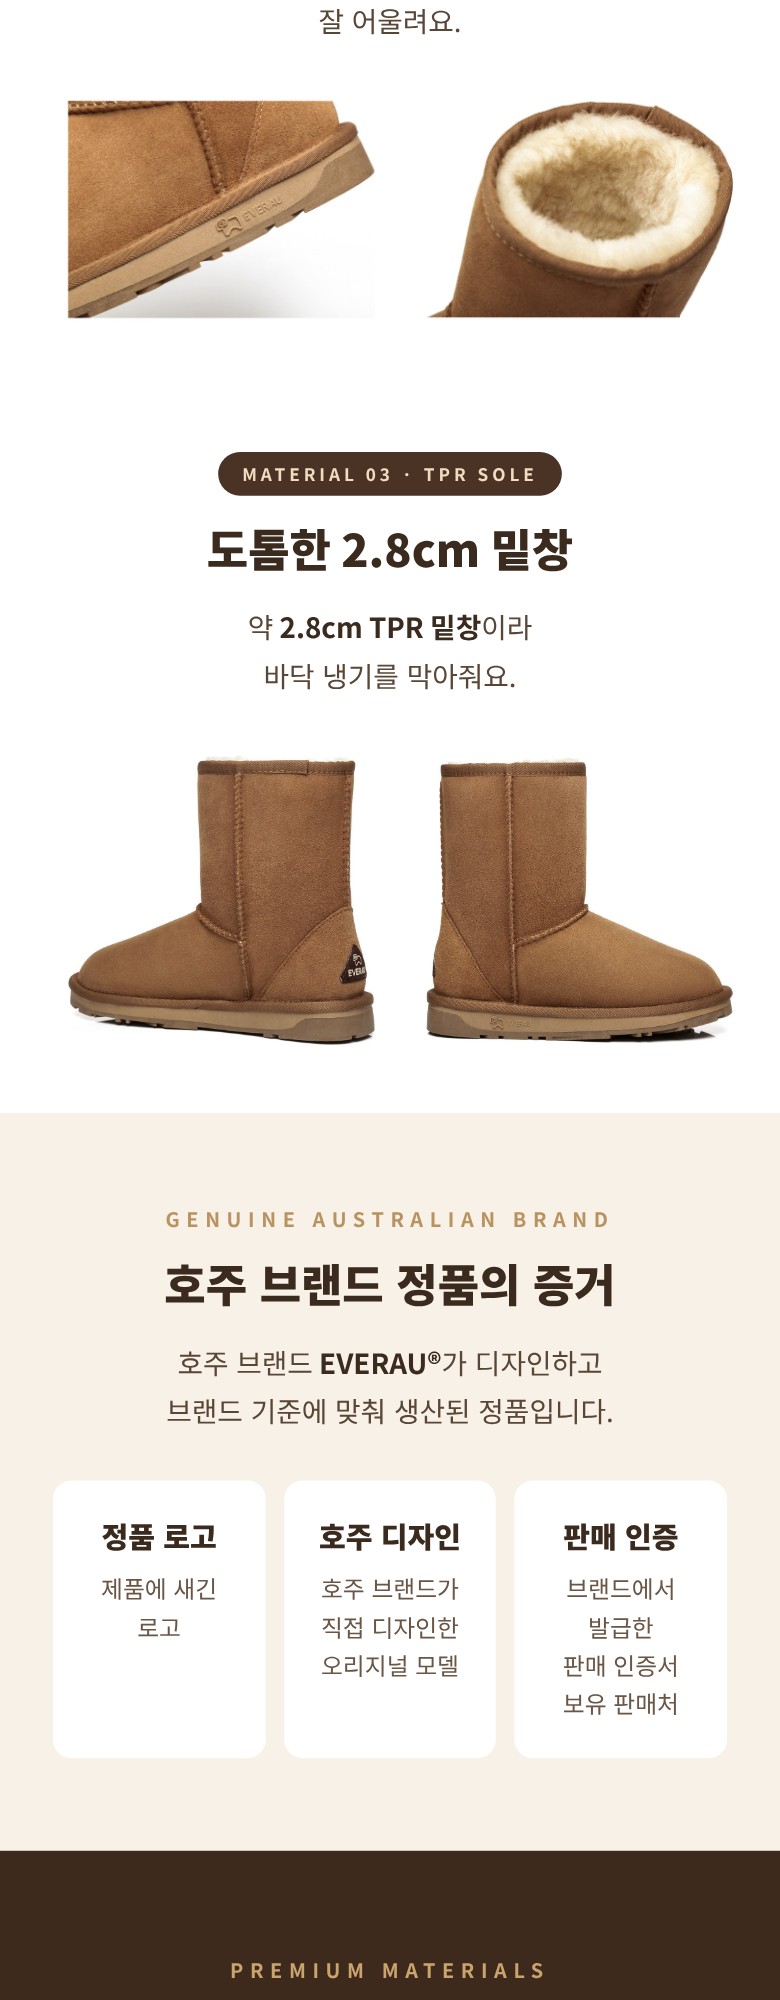 잘 어울려요.
EVERAU
MATERIAL 03 · TPR SOLE
도톰한 2.8cm 밑창
약 2.8cm TPR 밑창이라
바닥 냉기를 막아줘요.
GENUINE AUSTRALIAN BRAND
호주 브랜드 정품의 증거
호주 브랜드 EVERAU®가 디자인하고
브랜드 기준에 맞춰 생산된 정품입니다.
정품 로고
제품에 새긴
로고
호주 디자인
호주 브랜드가
직접 디자인한
오리지널 모델
판매 인증
브랜드에서
발급한
판매 인증서
보유 판매처
PREMIUM MATERIALS